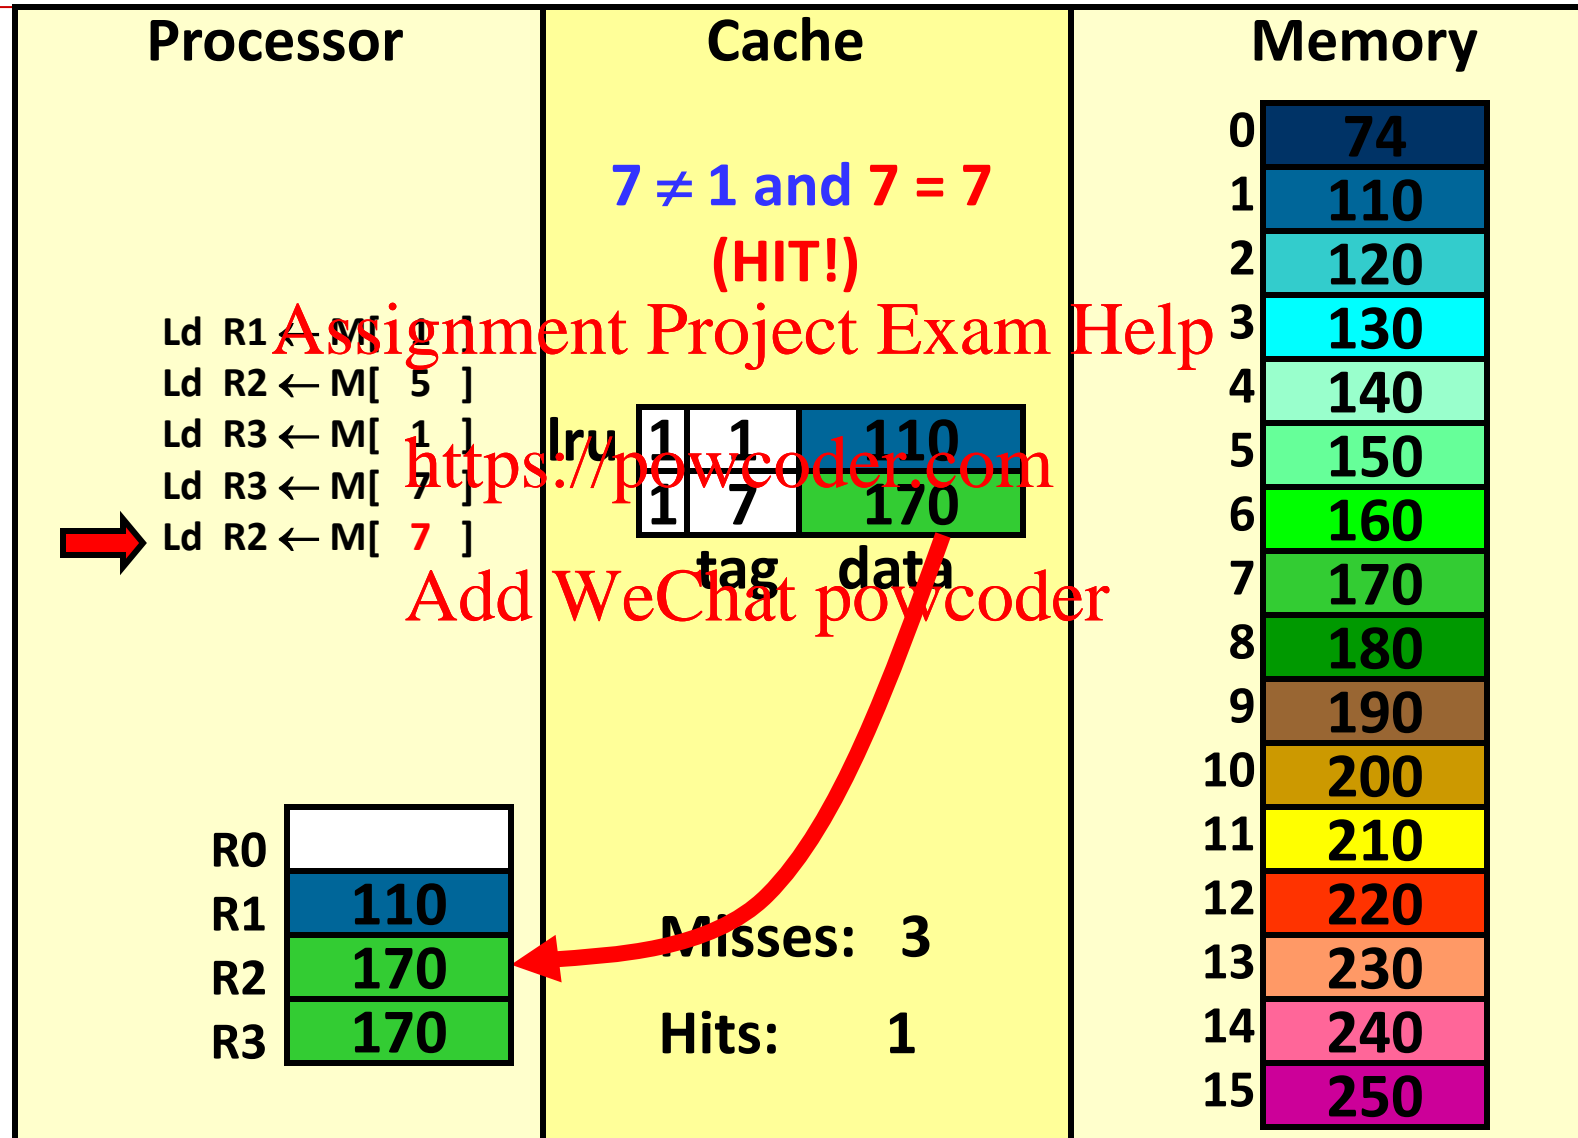 Processor
Cache
Memory
7 ≠ 1 and 7 = 7
(HIT!)
Assignment Project Exam Help
https://powcoder.com
Add WeChat powcoder
Ld R1 ← M[ 1 ]
Ld R2 ← M[ 5 ]
Ld R3 ← M[ 1 ]
Ld R3 ← M[ 7 ]
Ld R2 ← M[ 7 ]
lru 1 1 110
1 7 170
tag data
R0
R1 110
R2 170
R3 170
Misses: 3
Hits: 1
0 74
1 110
2 120
3 130
4 140
5 150
6 160
7 170
8 180
9 190
10 200
11 210
12 220
13 230
14 240
15 250